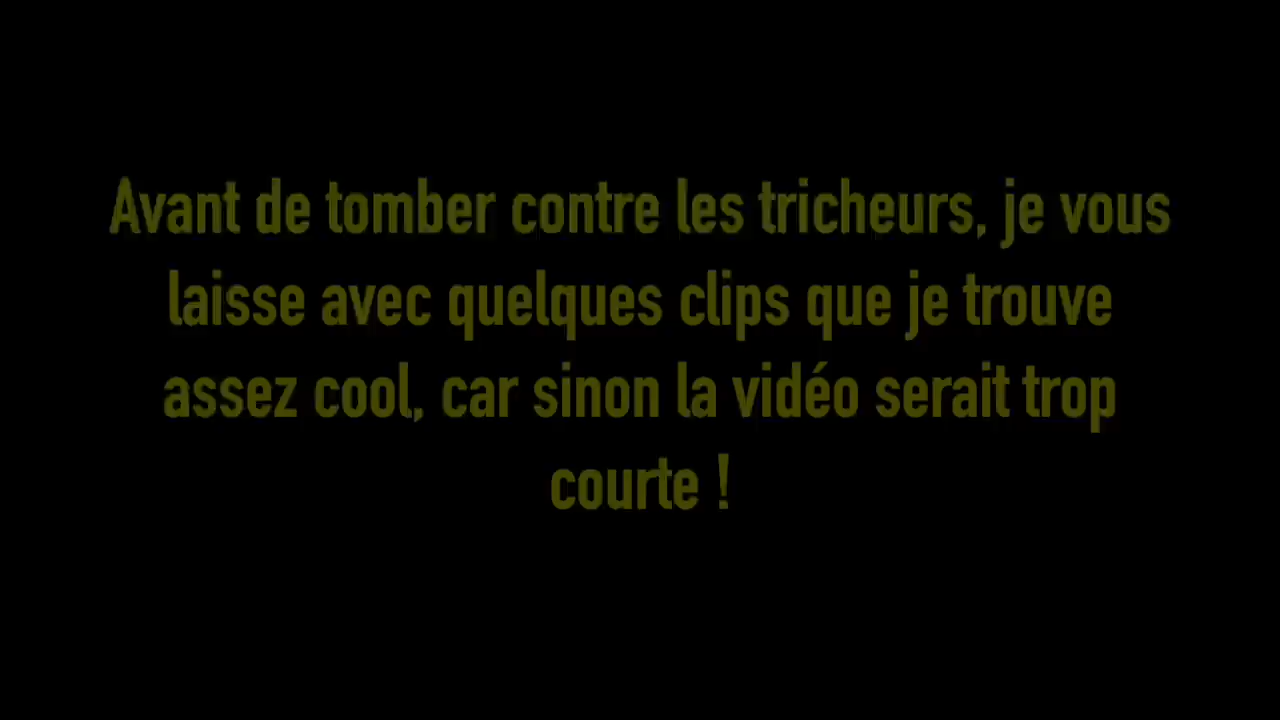 Avant de tomber contre les tricheurs, je vous
laisse avec quelques clips que je trouve
assez cool, car sinon la vidéo serait trop
courte !